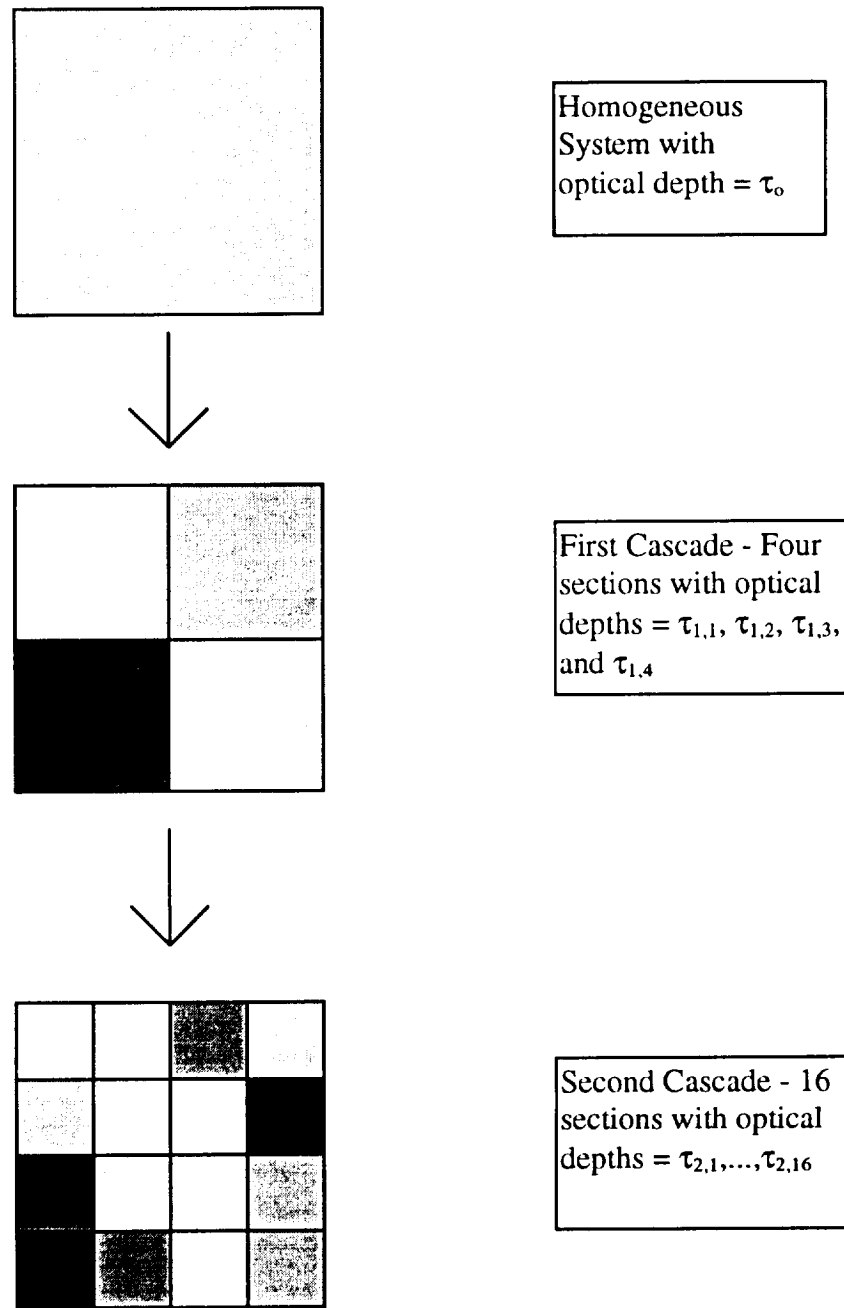 Homogeneous
System with
optical depth = τₒ
First Cascade - Four
sections with optical
depths = τ₁,₁, τ₁,₂, τ₁,₃,
and τ₁,₄
Second Cascade - 16
sections with optical
depths = τ₂,₁,...,τ₂,₁₆